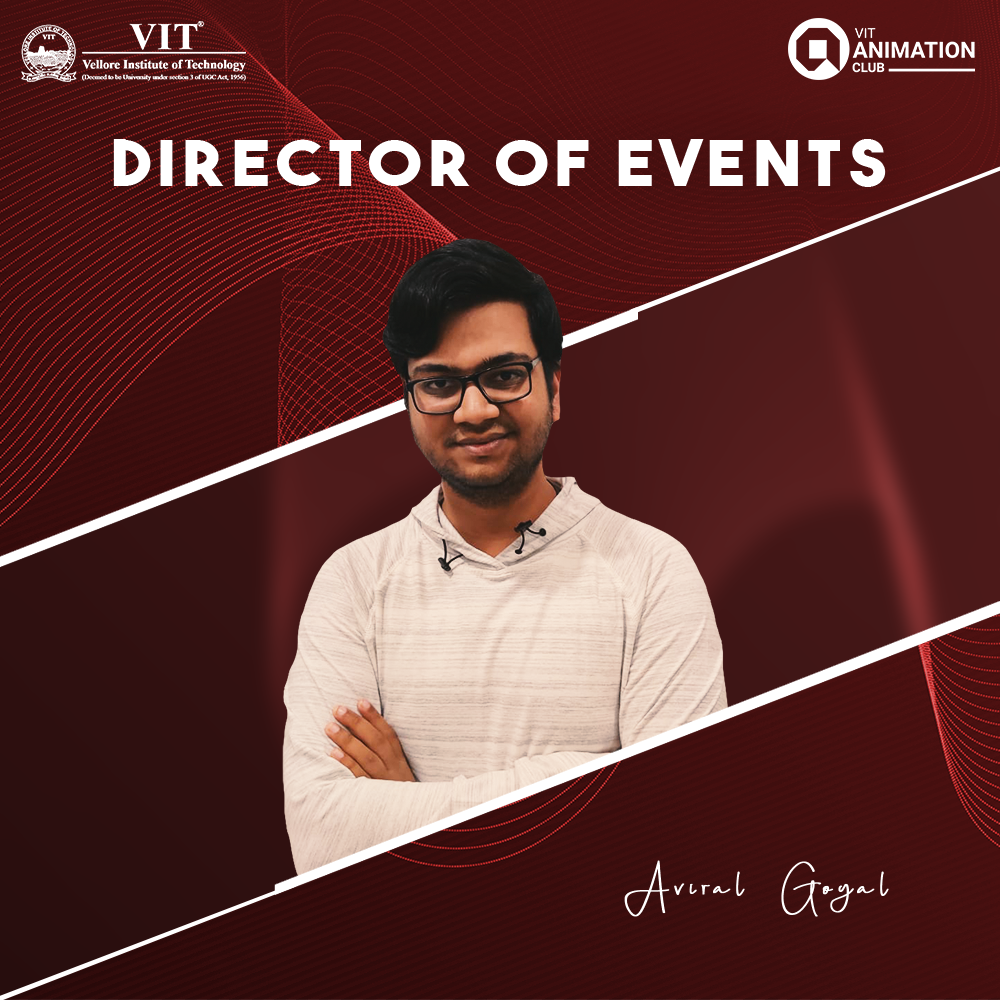 VIT®
Vellore Institute of Technology
(Deemed to be University under section 3 of UGC Act, 1956)
VIT
VIT
ANIMATION
CLUB
DIRECTOR OF EVENTS
Aviral Goyal